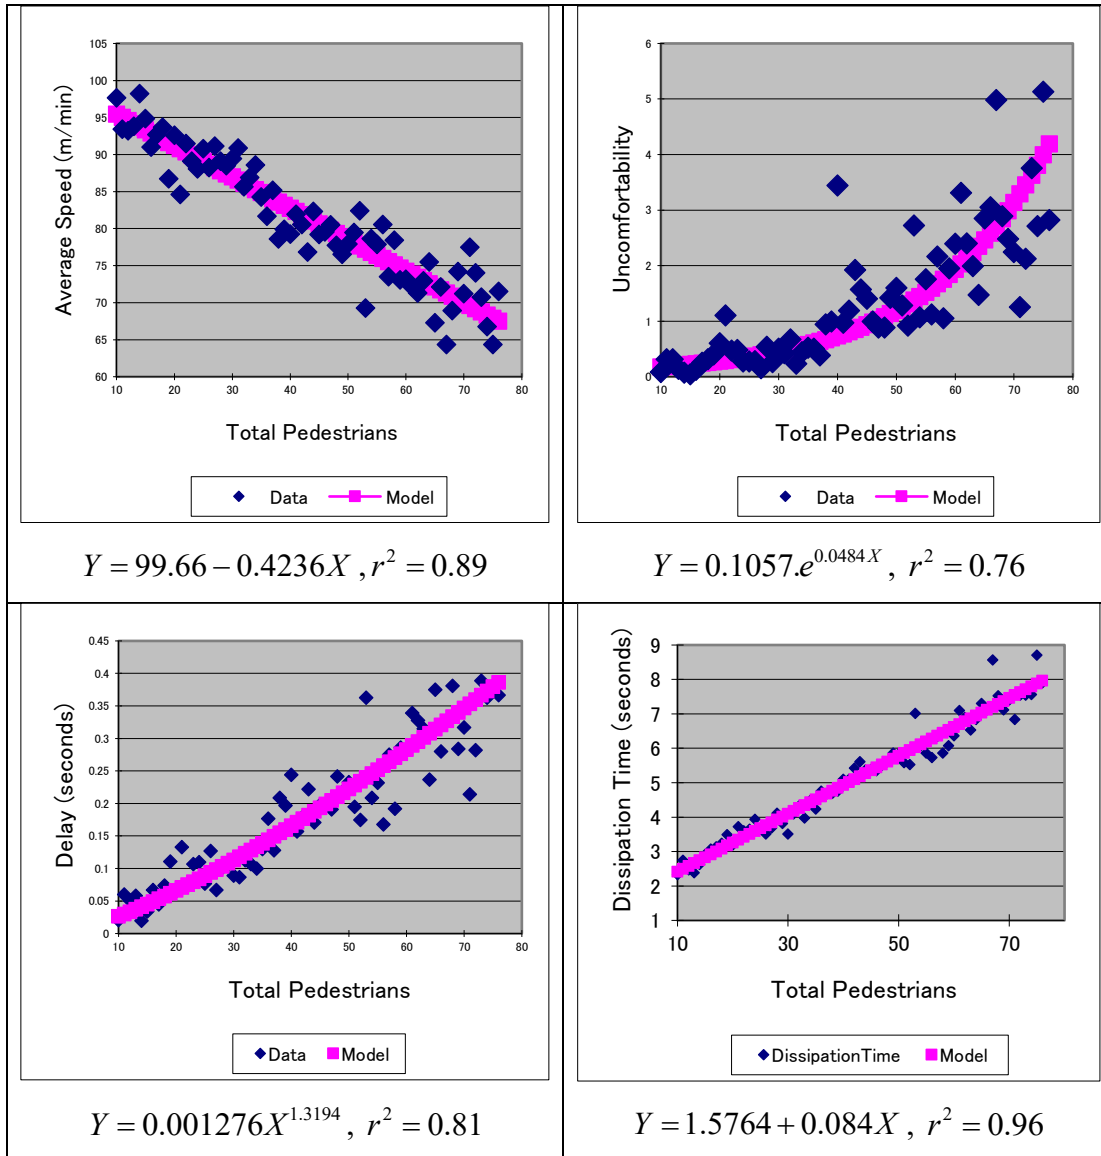 105
100
95
90
85
80
75
70
65
60
Average Speed (m/min)
10 20 30 40 50 60 70 80
Total Pedestrians
Data Model
Y = 99.66 − 0.4236X , r² = 0.89
6
5
4
3
2
1
0
Uncomfortability
10 20 30 40 50 60 70 80
Total Pedestrians
Data Model
Y = 0.1057.e^{0.0484X} , r² = 0.76
0.45
0.4
0.35
0.3
0.25
0.2
0.15
0.1
0.05
0
Delay (seconds)
10 20 30 40 50 60 70 80
Total Pedestrians
Data Model
Y = 0.001276X^{1.3194} , r² = 0.81
9
8
7
6
5
4
3
2
1
Dissipation Time (seconds)
10 30 50 70
Total Pedestrians
DissipationTime Model
Y = 1.5764 + 0.084X , r² = 0.96